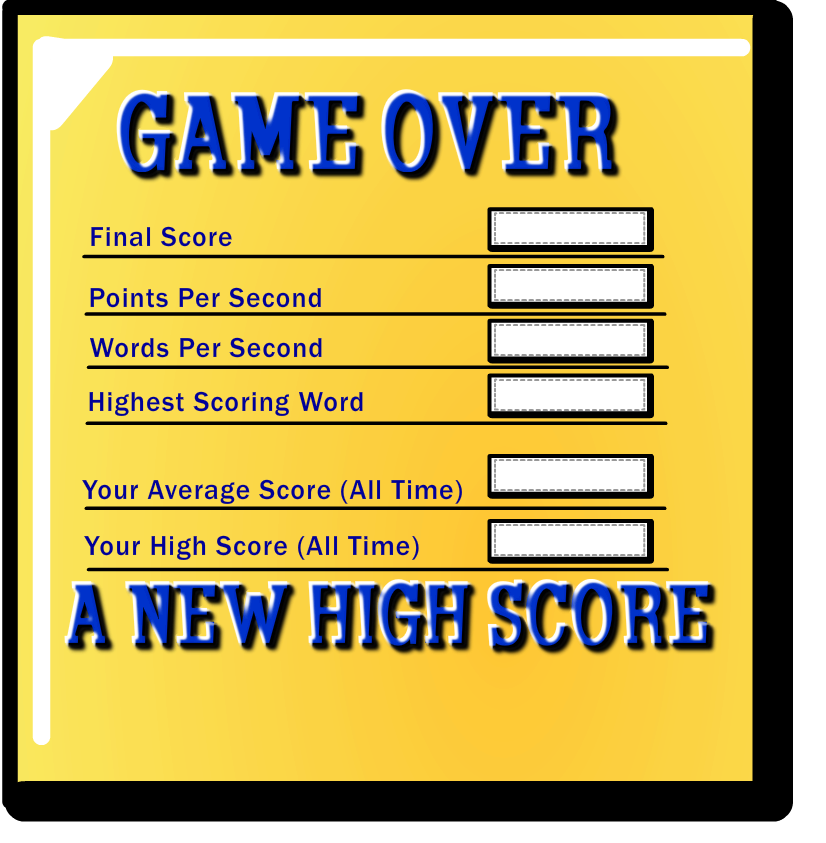 GAME OVER
Final Score
Points Per Second
Words Per Second
Highest Scoring Word
Your Average Score (All Time)
Your High Score (All Time)
A NEW HIGH SCORE